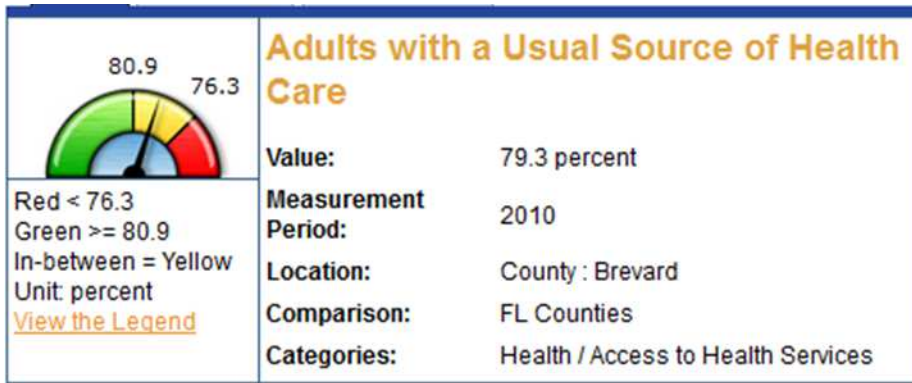 80.9
76.3
Red < 76.3
Green >= 80.9
In-between = Yellow
Unit: percent
View the Legend
Adults with a Usual Source of Health
Care
Value: 79.3 percent
Measurement
Period: 2010
Location: County : Brevard
Comparison: FL Counties
Categories: Health / Access to Health Services